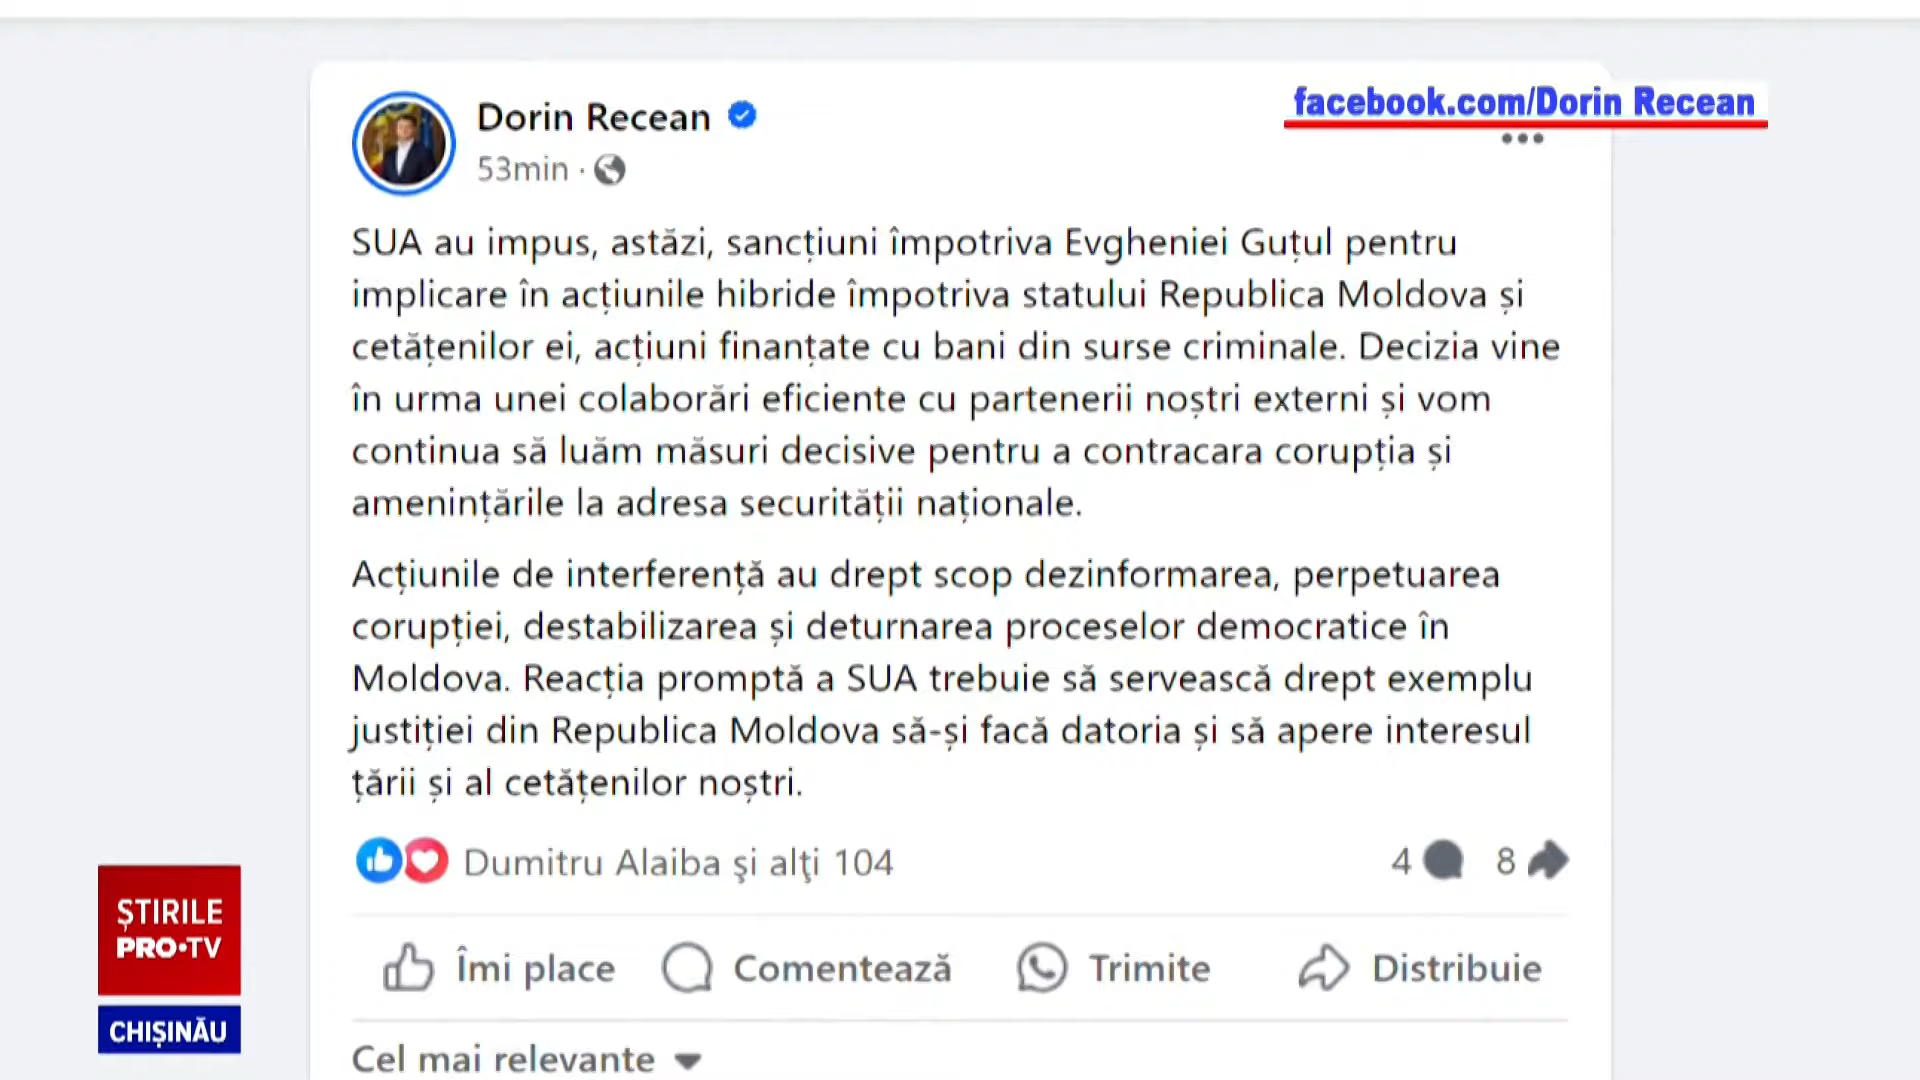 facebook.com/Dorin Recean
Dorin Recean
53min ·
SUA au impus, astăzi, sancțiuni împotriva Evgheniei Guțul pentru
implicare în acțiunile hibride împotriva statului Republica Moldova și
cetățenilor ei, acțiuni finanțate cu bani din surse criminale. Decizia vine
în urma unei colaborări eficiente cu partenerii noștri externi și vom
continua să luăm măsuri decisive pentru a contracara corupția și
amenințările la adresa securității naționale.
Acțiunile de interferență au drept scop dezinformarea, perpetuarea
corupției, destabilizarea și deturnarea proceselor democratice în
Moldova. Reacția promptă a SUA trebuie să servească drept exemplu
justiției din Republica Moldova să-și facă datoria și să apere interesul
țării și al cetățenilor noștri.
Dumitru Alaiba şi alţi 104
4 8
Îmi place Comentează Trimite Distribuie
Cel mai relevante
ȘTIRILE
PRO•TV
CHIȘINĂU